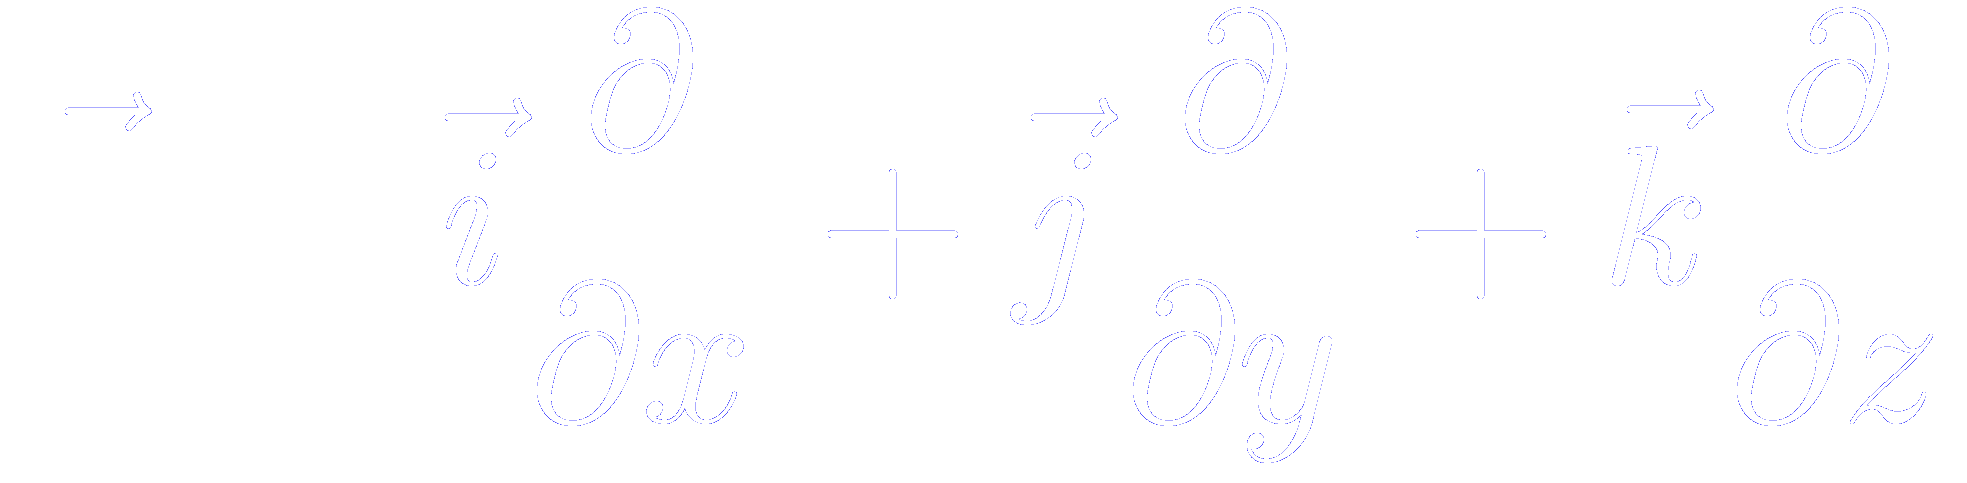 → i⃗ ∂/∂x + j⃗ ∂/∂y + k⃗ ∂/∂z